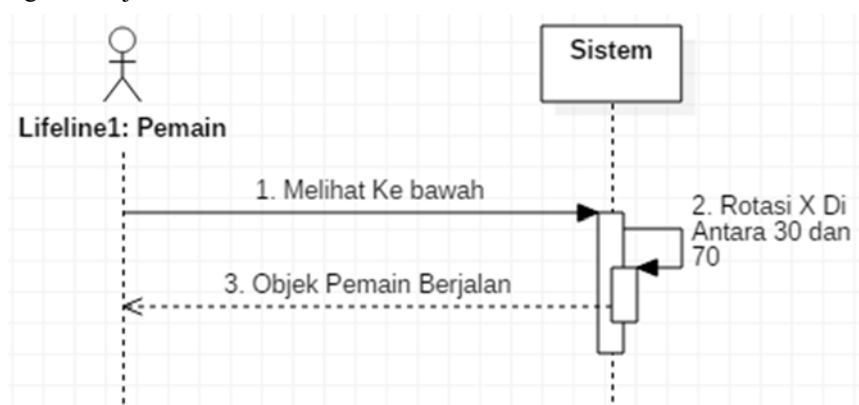 Sistem
Lifeline1: Pemain
1. Melihat Ke bawah
2. Rotasi X Di
Antara 30 dan
70
3. Objek Pemain Berjalan